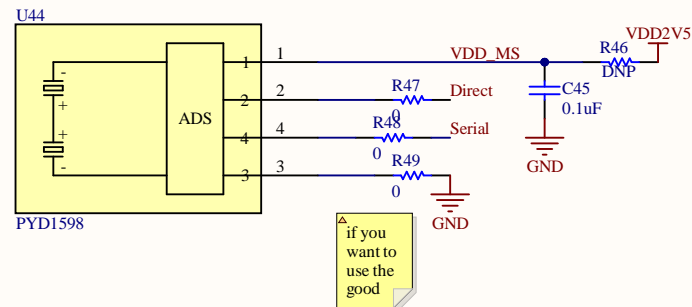 U44
VDD2V5
1
1
VDD_MS
R46
DNP
-
+
2
2
R47
0
Direct
C45
0.1uF
ADS
+
-
4
4
R48
0
Serial
GND
3
3
R49
0
PYD1598
GND
if you
want to
use the
good